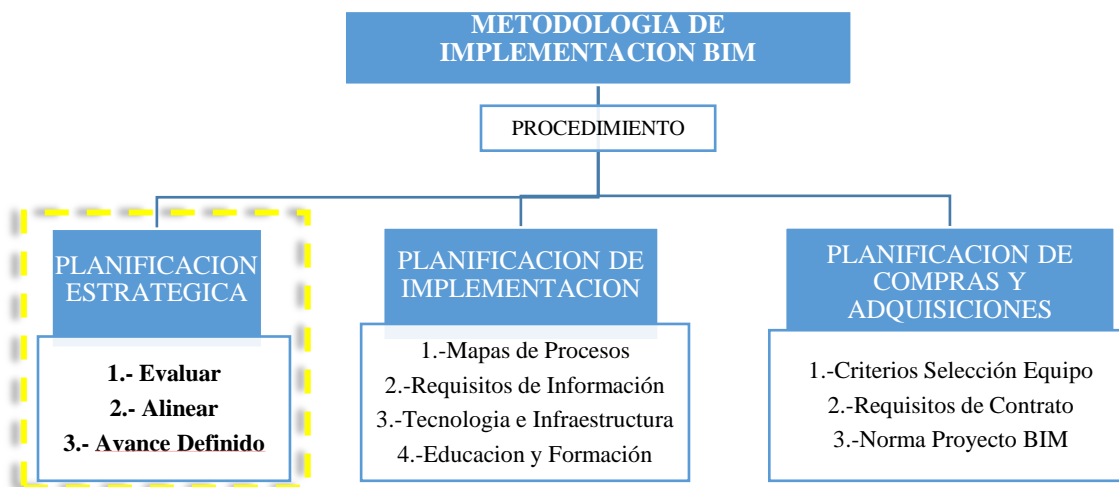 METODOLOGIA DE
IMPLEMENTACION BIM
PROCEDIMIENTO
PLANIFICACION
ESTRATEGICA
1.- Evaluar
2.- Alinear
3.- Avance Definido
PLANIFICACION DE
IMPLEMENTACION
1.-Mapas de Procesos
2.-Requisitos de Información
3.-Tecnologia e Infraestructura
4.-Educacion y Formación
PLANIFICACION DE
COMPRAS Y
ADQUISICIONES
1.-Criterios Selección Equipo
2.-Requisitos de Contrato
3.-Norma Proyecto BIM